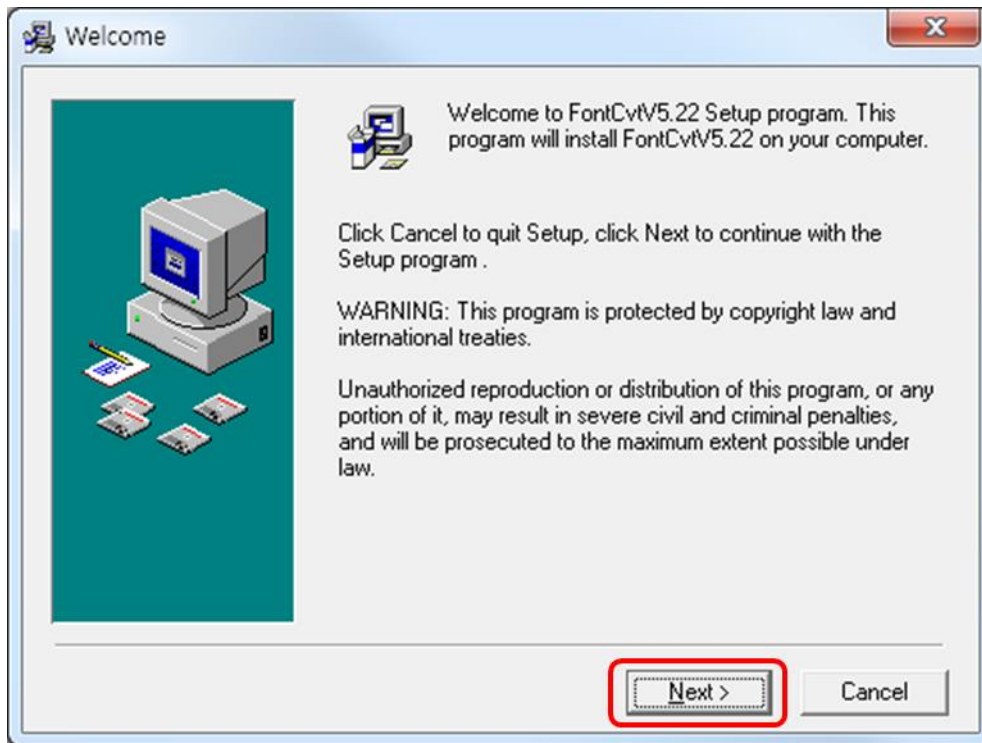 Welcome
Welcome to FontCvtV5.22 Setup program. This
program will install FontCvtV5.22 on your computer.
Click Cancel to quit Setup, click Next to continue with the
Setup program .
WARNING: This program is protected by copyright law and
international treaties.
Unauthorized reproduction or distribution of this program, or any
portion of it, may result in severe civil and criminal penalties,
and will be prosecuted to the maximum extent possible under
law.
Next >
Cancel